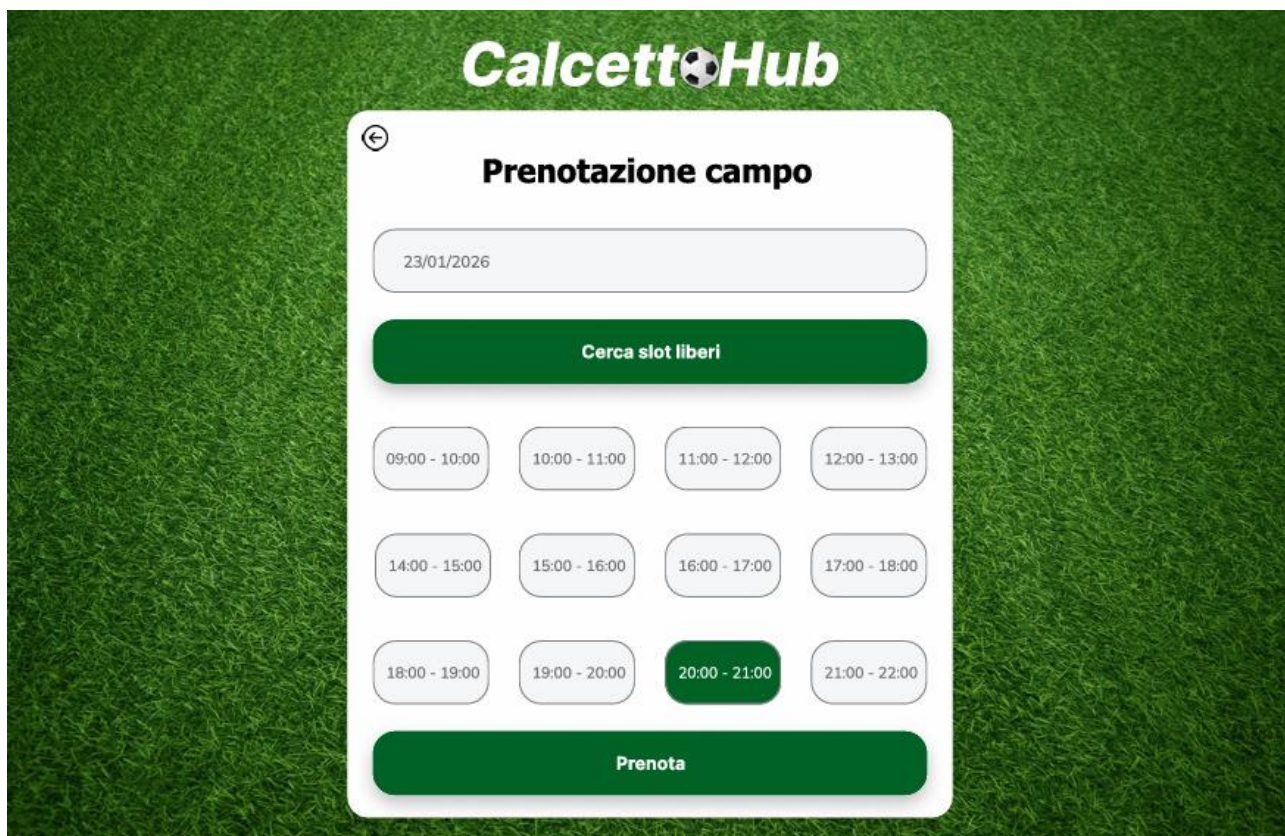 CalcettoHub
Prenotazione campo
23/01/2026
Cerca slot liberi
09:00 - 10:00 10:00 - 11:00 11:00 - 12:00 12:00 - 13:00
14:00 - 15:00 15:00 - 16:00 16:00 - 17:00 17:00 - 18:00
18:00 - 19:00 19:00 - 20:00 20:00 - 21:00 21:00 - 22:00
Prenota